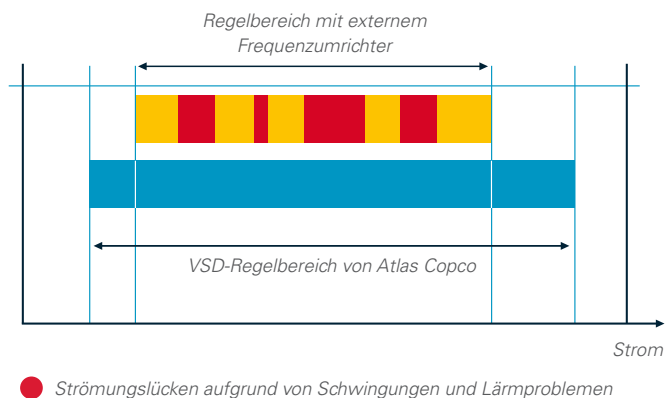 Regelbereich mit externem
Frequenzumrichter
VSD-Regelbereich von Atlas Copco
Strom
Strömungslücken aufgrund von Schwingungen und Lärmproblemen